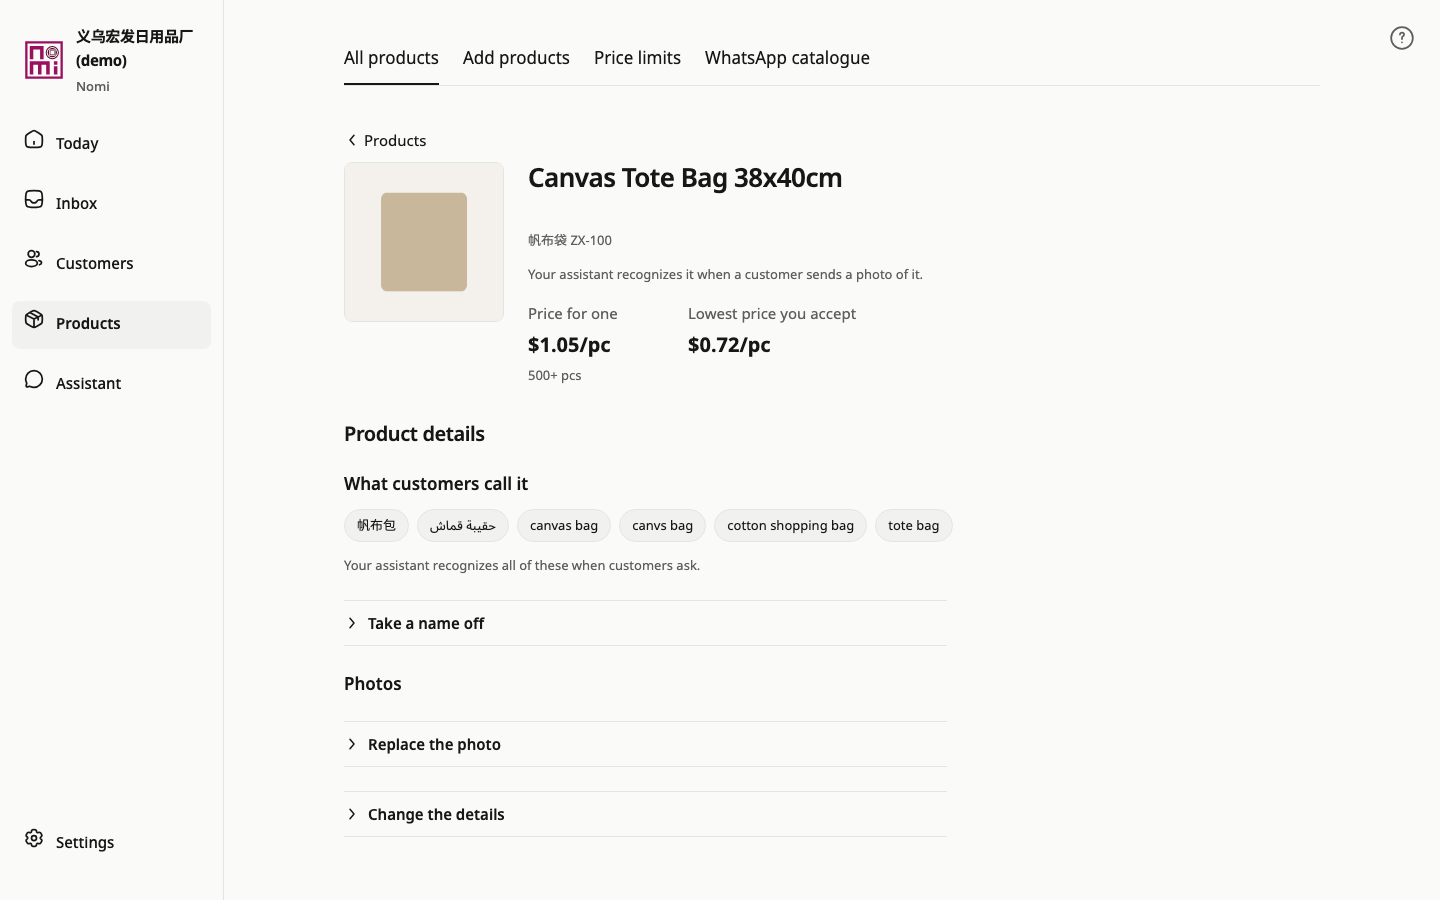 义乌宏发日用品厂
(demo)
Nomi
Today
Inbox
Customers
Products
Assistant
Settings
All products
Add products
Price limits
WhatsApp catalogue
Products
Canvas Tote Bag 38x40cm
帆布袋 ZX-100
Your assistant recognizes it when a customer sends a photo of it.
Price for one
Lowest price you accept
$1.05/pc
$0.72/pc
500+ pcs
Product details
What customers call it
帆布包
حقيبة قماش
canvas bag
canvs bag
cotton shopping bag
tote bag
Your assistant recognizes all of these when customers ask.
Take a name off
Photos
Replace the photo
Change the details